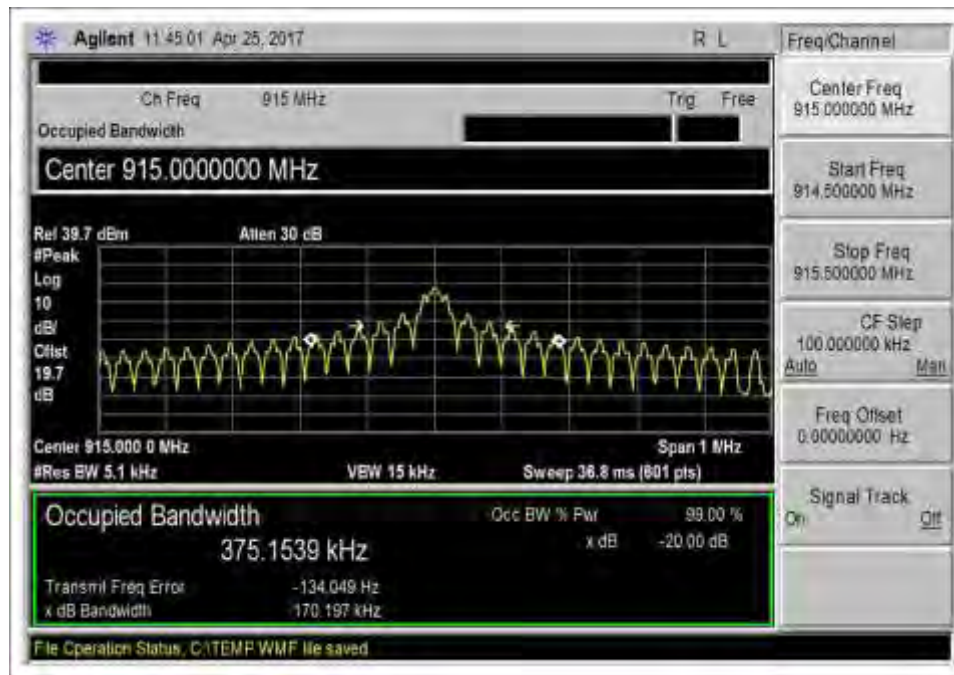 Agilent 11:45:01 Apr 25, 2017 R L
Freq/Channel
Ch Freq 915 MHz Trig Free
Occupied Bandwidth
Center 915.0000000 MHz
Center Freq
915.000000 MHz
Start Freq
914.500000 MHz
Stop Freq
915.500000 MHz
CF Step
100.000000 kHz
Auto Man
Freq Offset
0.00000000 Hz
Signal Track
On Off
Ref 39.7 dBm Atten 30 dB
#Peak
Log
10
dB/
Offst
19.7
dB
Center 915.000 0 MHz Span 1 MHz
#Res BW 5.1 kHz VBW 15 kHz Sweep 36.8 ms (601 pts)
Occupied Bandwidth Occ BW % Pwr 99.00 %
375.1539 kHz x dB -20.00 dB
Transmit Freq Error -134.049 Hz
x dB Bandwidth 170.197 kHz
File Operation Status, C:\TEMP.WMF file saved